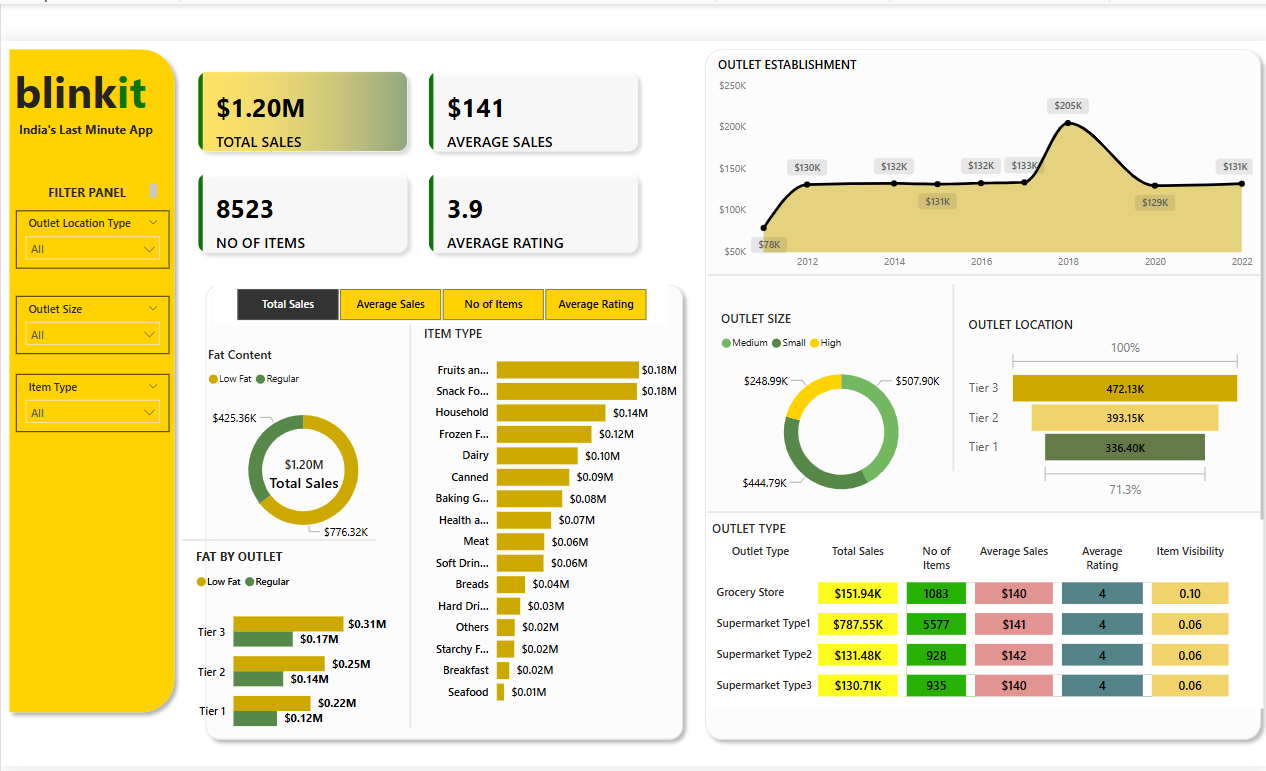 blinkit
India's Last Minute App
FILTER PANEL
Outlet Location Type
All
Outlet Size
All
Item Type
All
$1.20M
TOTAL SALES
$141
AVERAGE SALES
8523
NO OF ITEMS
3.9
AVERAGE RATING
Total Sales
Average Sales
No of Items
Average Rating
Fat Content
Low Fat Regular
$425.36K
$1.20M
Total Sales
$776.32K
FAT BY OUTLET
Low Fat Regular
Tier 3
$0.31M
$0.17M
Tier 2
$0.25M
$0.14M
Tier 1
$0.22M
$0.12M
ITEM TYPE
Fruits an... $0.18M
Snack Fo... $0.18M
Household $0.14M
Frozen F... $0.12M
Dairy $0.10M
Canned $0.09M
Baking G... $0.08M
Health a... $0.07M
Meat $0.06M
Soft Drin... $0.06M
Breads $0.04M
Hard Dri... $0.03M
Others $0.02M
Starchy F... $0.02M
Breakfast $0.02M
Seafood $0.01M
OUTLET ESTABLISHMENT
$250K
$200K
$150K
$100K
$50K
$78K
$130K
$132K
$131K
$132K
$133K
$205K
$129K
$131K
2012 2014 2016 2018 2020 2022
OUTLET SIZE
Medium Small High
$248.99K
$507.90K
$444.79K
OUTLET LOCATION
100%
Tier 3 472.13K
Tier 2 393.15K
Tier 1 336.40K
71.3%
OUTLET TYPE
Outlet Type Total Sales No of Items Average Sales Average Rating Item Visibility
Grocery Store $151.94K 1083 $140 4 0.10
Supermarket Type1 $787.55K 5577 $141 4 0.06
Supermarket Type2 $131.48K 928 $142 4 0.06
Supermarket Type3 $130.71K 935 $140 4 0.06